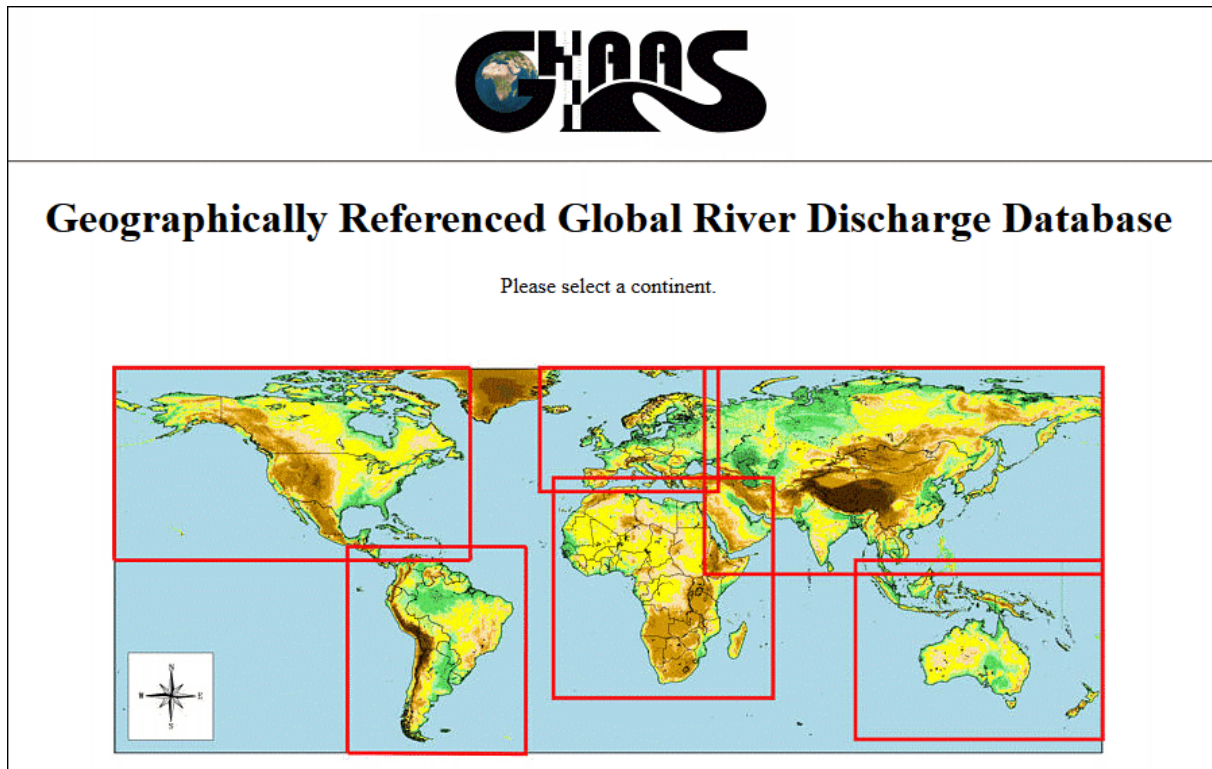 GHAAS
Geographically Referenced Global River Discharge Database
Please select a continent.
N
W E
S